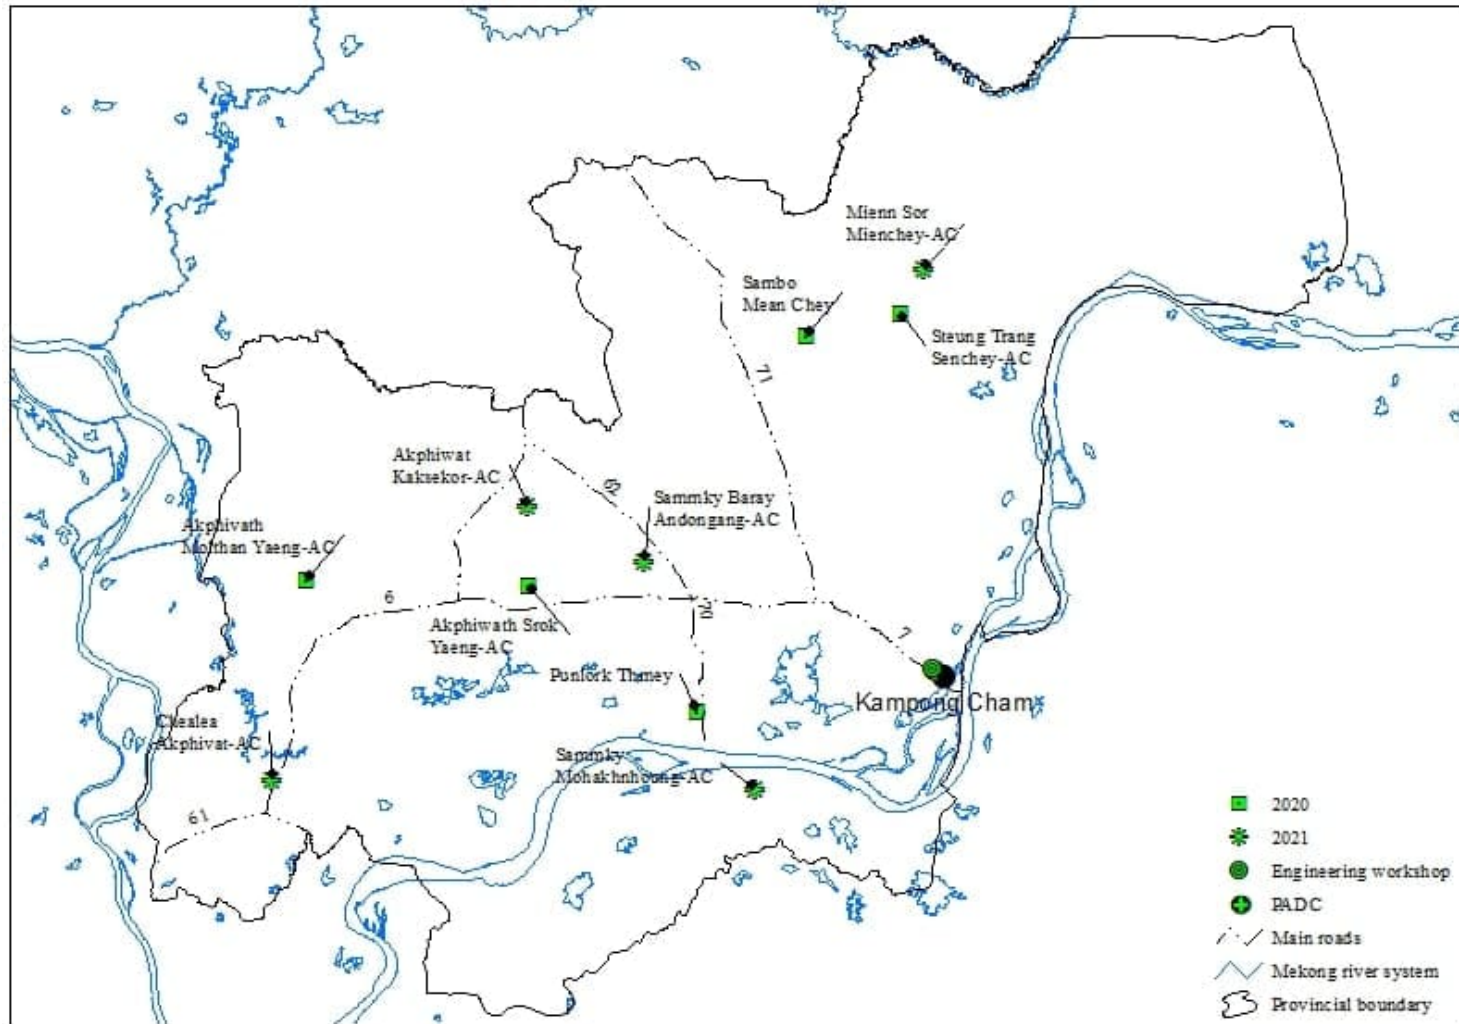 Mienn Sor
Mienchey-AC
Sambo
Mean Chey
Steung Trang
Senchey-AC
71
Akphiwat
Kaksekor-AC
62
Sammky Baray
Andongang-AC
Akphivath
Molthan Yaeng-AC
6
70
7
Akphiwath Srok
Yaeng-AC
Punlork Thmey
Kampong Cham
Chealea
Akphivat-AC
Sammky
Mohakhnhoung-AC
61
2020
2021
Engineering workshop
PADC
Main roads
Mekong river system
Provincial boundary